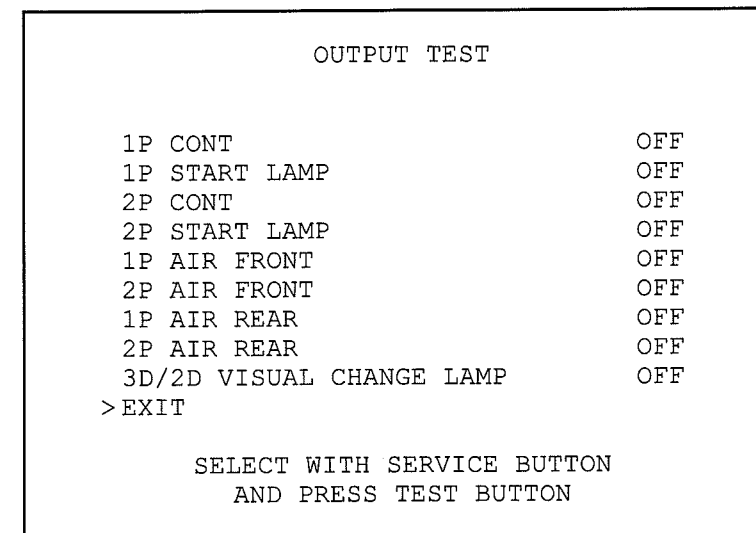 OUTPUT TEST
1P CONT OFF
1P START LAMP OFF
2P CONT OFF
2P START LAMP OFF
1P AIR FRONT OFF
2P AIR FRONT OFF
1P AIR REAR OFF
2P AIR REAR OFF
3D/2D VISUAL CHANGE LAMP OFF
>EXIT
SELECT WITH SERVICE BUTTON
AND PRESS TEST BUTTON